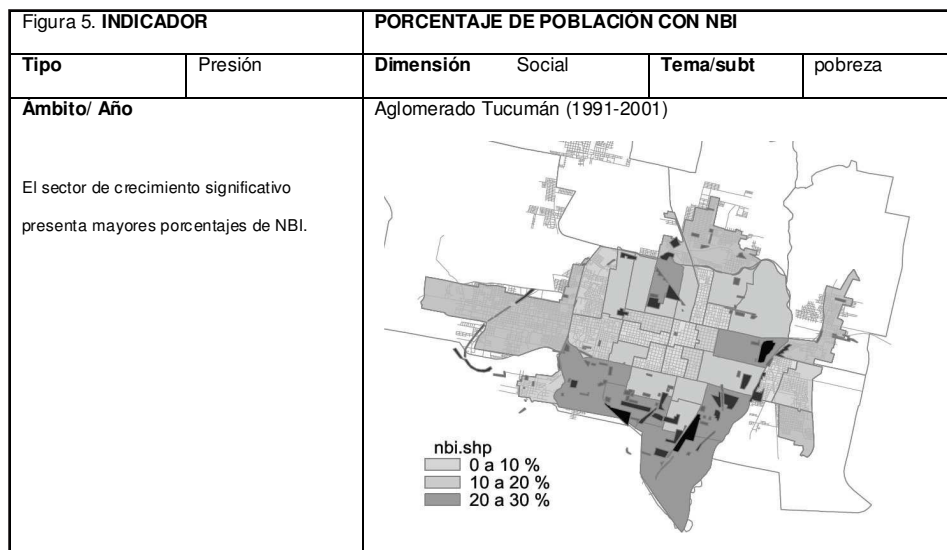 Figura 5. INDICADOR
PORCENTAJE DE POBLACIÓN CON NBI
Tipo
Presión
Dimensión Social
Tema/subt
pobreza
Ámbito/ Año
Aglomerado Tucumán (1991-2001)
El sector de crecimiento significativo
presenta mayores porcentajes de NBI.
nbi.shp
0 a 10 %
10 a 20 %
20 a 30 %